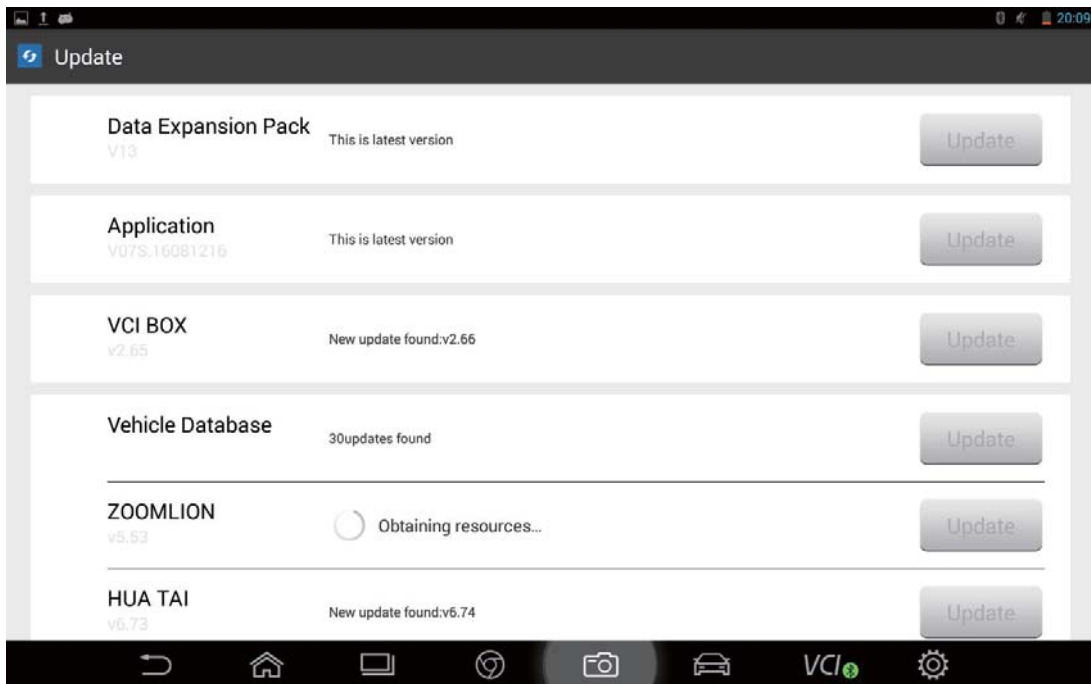 20:09
Update
Data Expansion Pack
This is latest version
Update
V13
Application
This is latest version
Update
V07S.16081216
VCI BOX
New update found:v2.66
Update
v2.65
Vehicle Database
30updates found
Update
ZOOMLION
Obtaining resources...
Update
v5.53
HUA TAI
New update found:v6.74
Update
v6.73
VCI